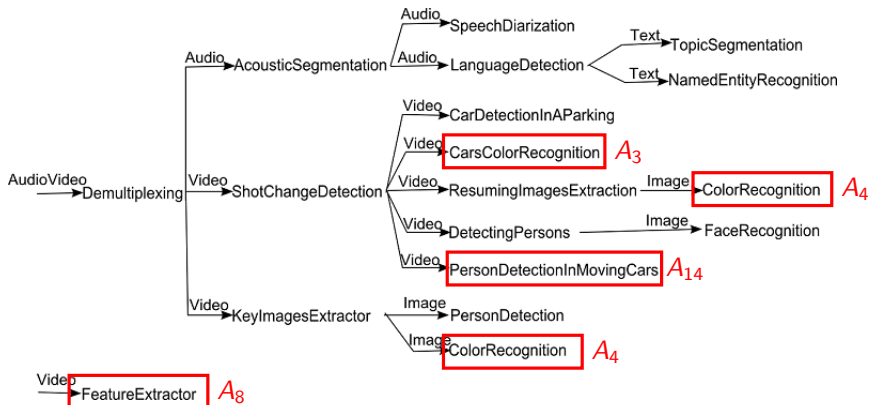 Audio SpeechDiarization
Audio AcousticSegmentation Audio LanguageDetection Text TopicSegmentation
Text NamedEntityRecognition
Video CarDetectionInAParking
Video CarsColorRecognition A3
AudioVideo Demultiplexing Video ShotChangeDetection Video ResumingImagesExtraction Image ColorRecognition A4
Video DetectingPersons Image FaceRecognition
Video PersonDetectionInMovingCars A14
Video KeyImagesExtractor Image PersonDetection
Image ColorRecognition A4
Video FeatureExtractor A8